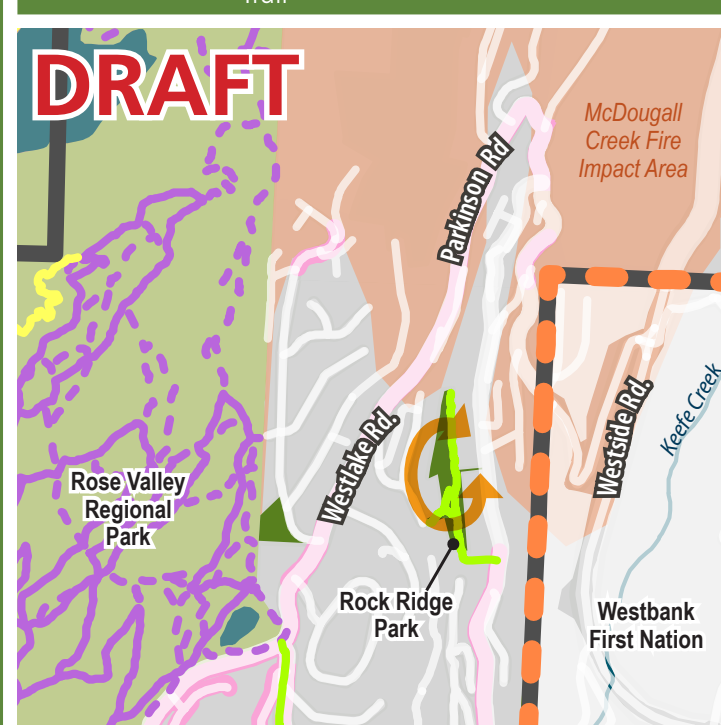 DRAFT
McDougall
Creek Fire
Impact Area
Parkinson Rd
Westlake Rd.
Westside Rd.
Keefe Creek
Rose Valley
Regional
Park
Rock Ridge
Park
Westbank
First Nation